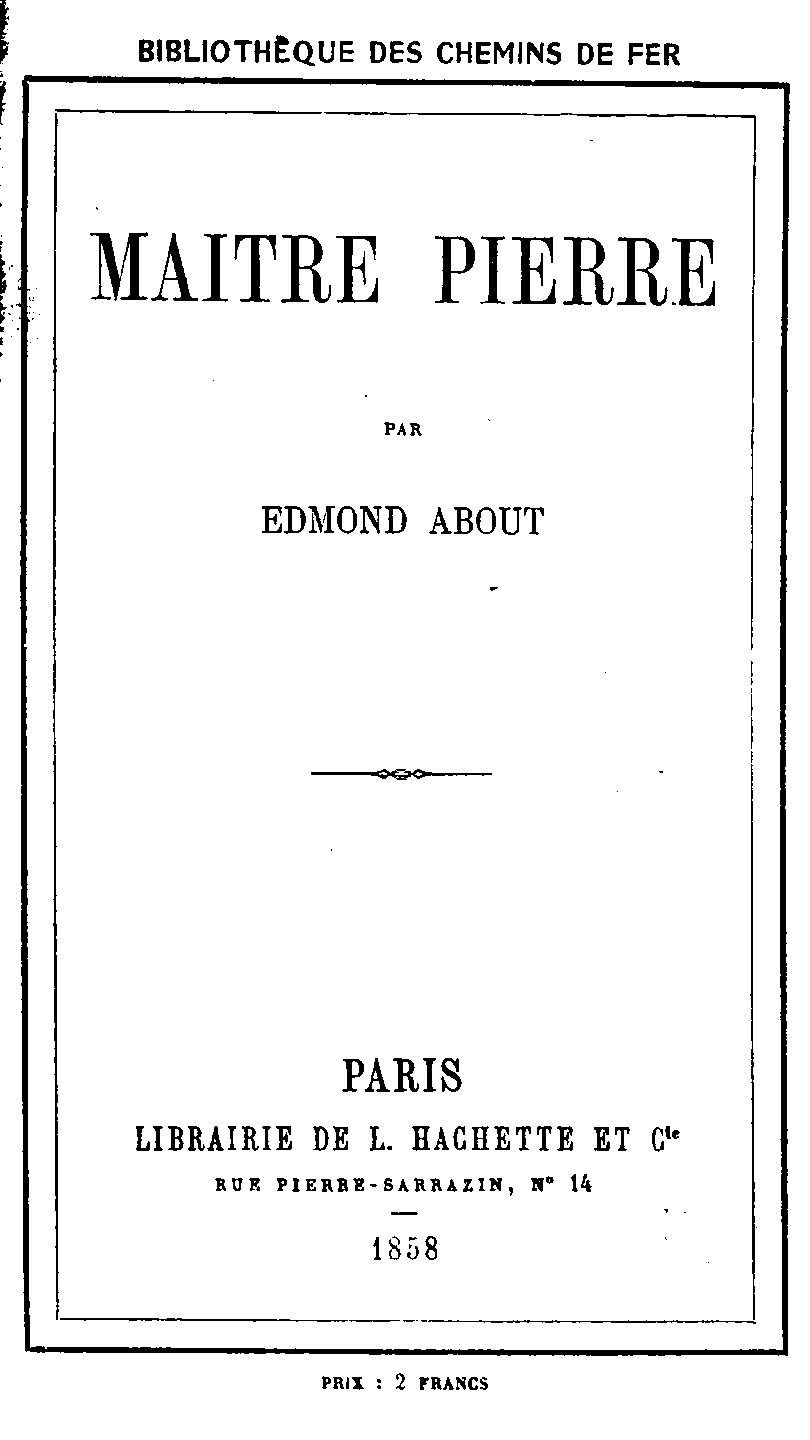 BIBLIOTHÈQUE DES CHEMINS DE FER
MAITRE PIERRE
PAR
EDMOND ABOUT
PARIS
LIBRAIRIE DE L. HACHETTE ET Cie
RUE PIERRE-SARRAZIN, N° 14
1858
PRIX : 2 FRANCS